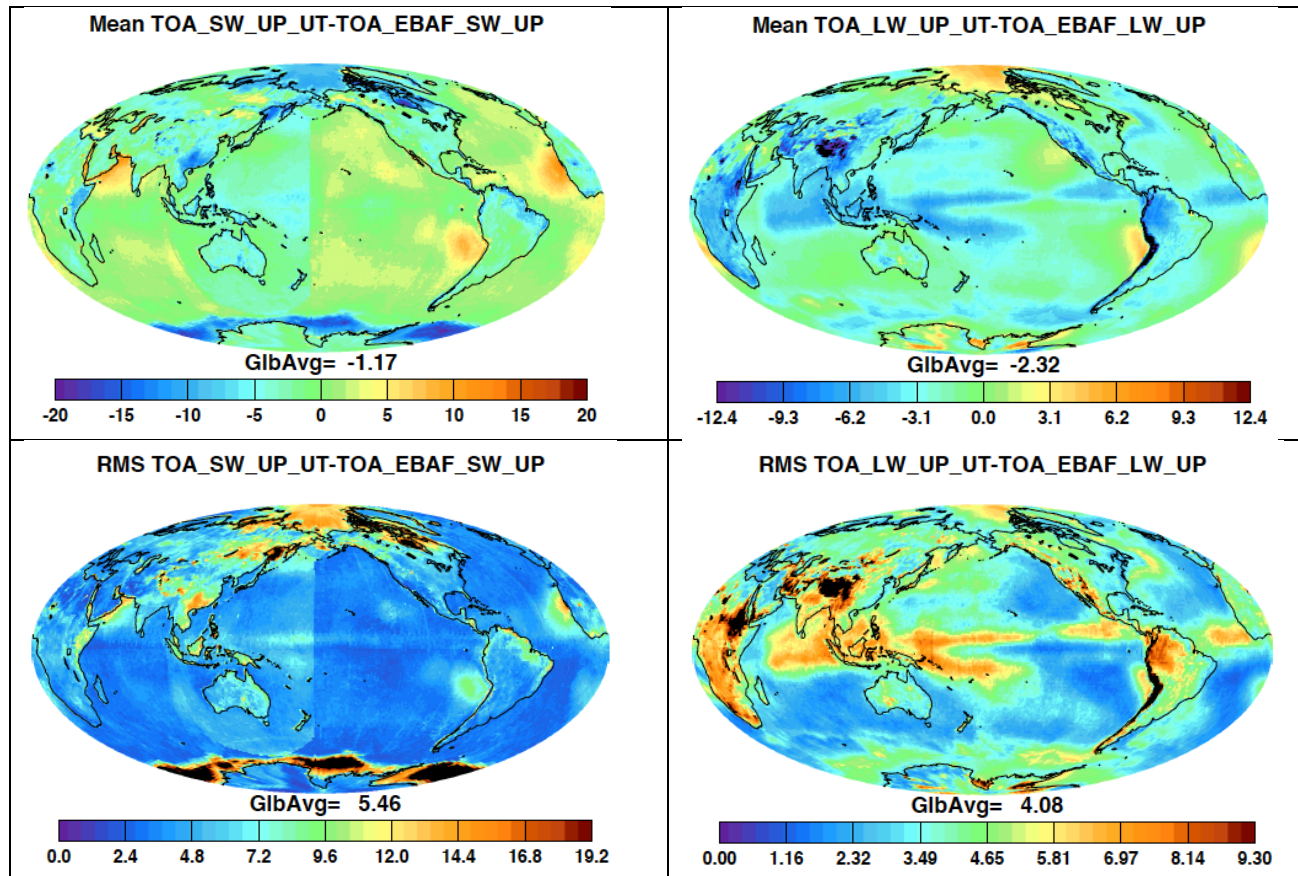 Mean TOA_SW_UP_UT-TOA_EBAF_SW_UP
GlbAvg= -1.17
-20 -15 -10 -5 0 5 10 15 20
Mean TOA_LW_UP_UT-TOA_EBAF_LW_UP
GlbAvg= -2.32
-12.4 -9.3 -6.2 -3.1 0.0 3.1 6.2 9.3 12.4
RMS TOA_SW_UP_UT-TOA_EBAF_SW_UP
GlbAvg= 5.46
0.0 2.4 4.8 7.2 9.6 12.0 14.4 16.8 19.2
RMS TOA_LW_UP_UT-TOA_EBAF_LW_UP
GlbAvg= 4.08
0.00 1.16 2.32 3.49 4.65 5.81 6.97 8.14 9.30